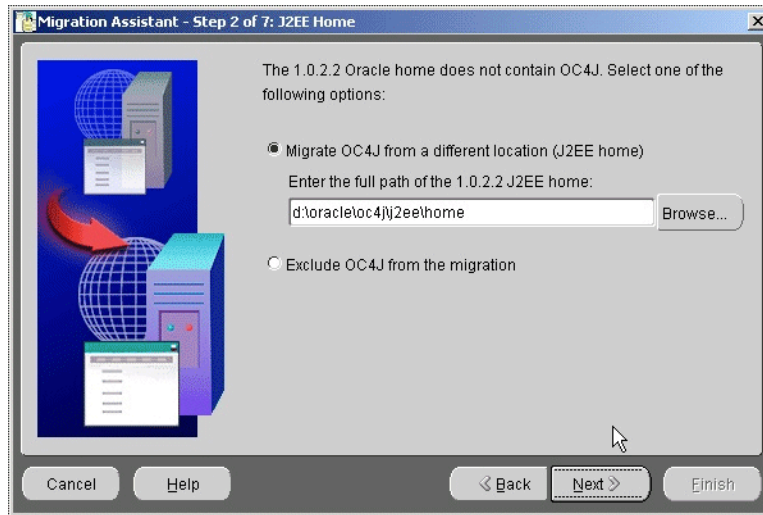 Migration Assistant - Step 2 of 7: J2EE Home
The 1.0.2.2 Oracle home does not contain OC4J. Select one of the
following options:
Migrate OC4J from a different location (J2EE home)
Enter the full path of the 1.0.2.2 J2EE home:
d:\oracle\oc4j\j2ee\home
Browse...
Exclude OC4J from the migration
Cancel
Help
Back
Next
Finish